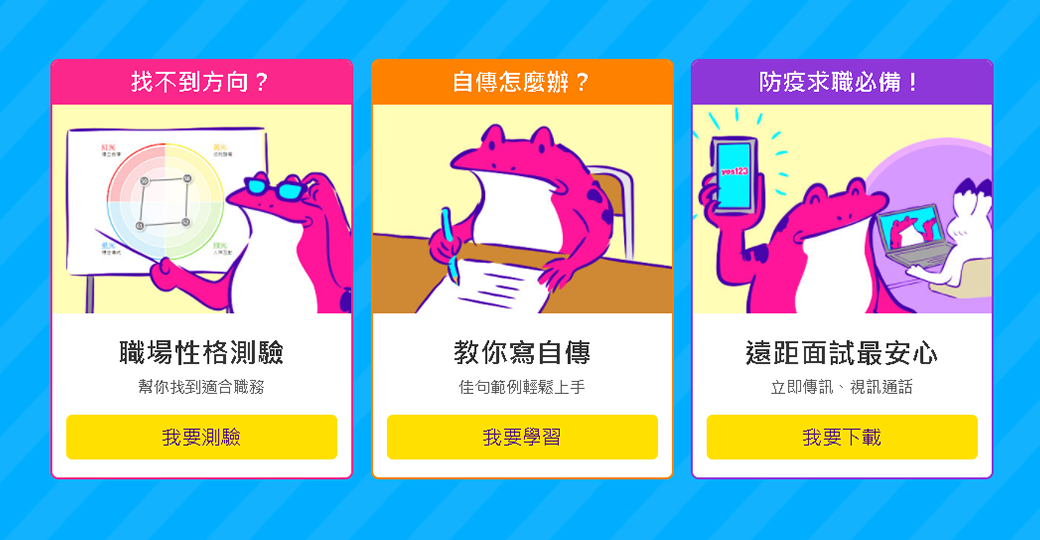 找不到方向？
職場性格測驗
幫你找到適合職務
我要測驗
自傳怎麼辦？
教你寫自傳
佳句範例輕鬆上手
我要學習
防疫求職必備！
yes123
遠距面試最安心
立即傳訊、視訊通話
我要下載